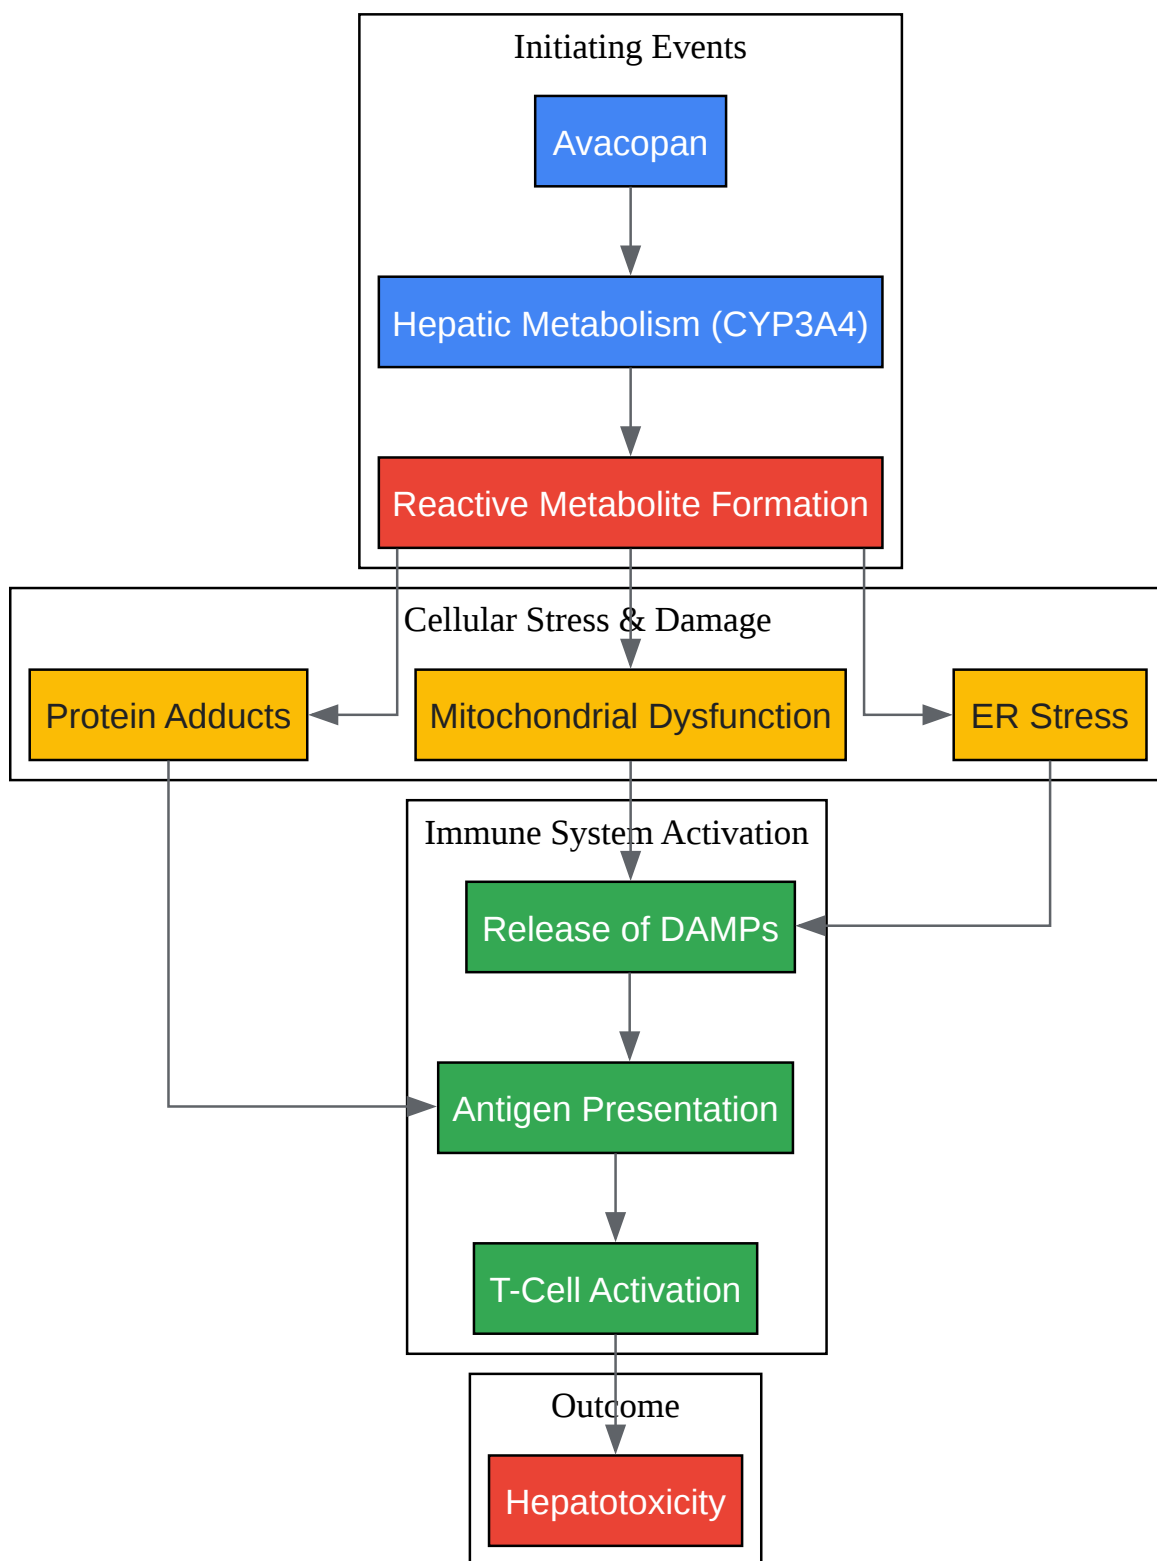 Initiating Events
Avacopan
Hepatic Metabolism (CYP3A4)
Reactive Metabolite Formation
Cellular Stress & Damage
Protein Adducts
Mitochondrial Dysfunction
ER Stress
Immune System Activation
Release of DAMPs
Antigen Presentation
T-Cell Activation
Outcome
Hepatotoxicity